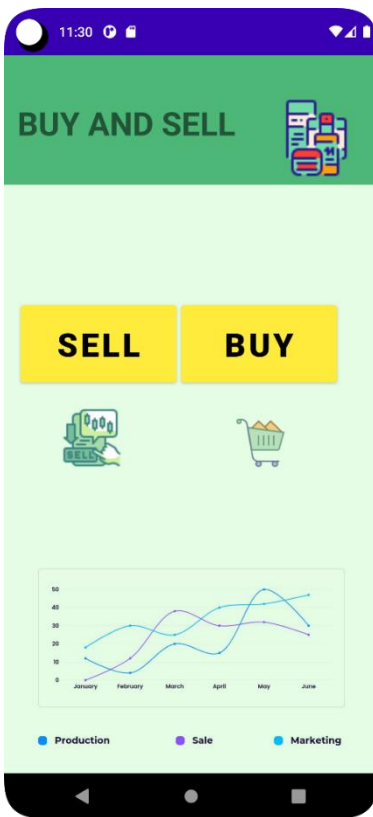 11:30
BUY AND SELL
SELL BUY
SELL
50
40
30
20
10
0
January February March April May June
Production Sale Marketing